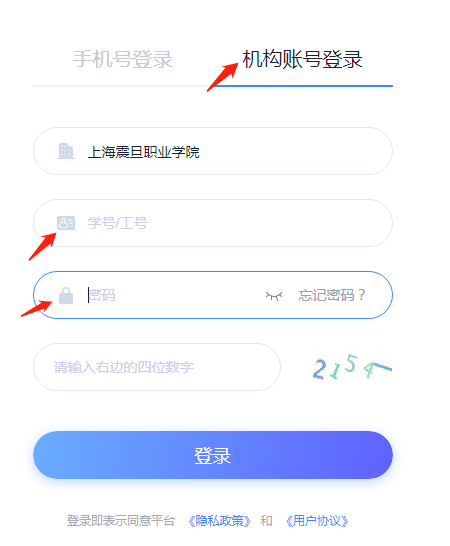 手机号登录 机构账号登录
上海震旦职业学院
学号/工号
密码 忘记密码？
请输入右边的四位数字 2154
登录
登录即表示同意平台 《隐私政策》 和 《用户协议》